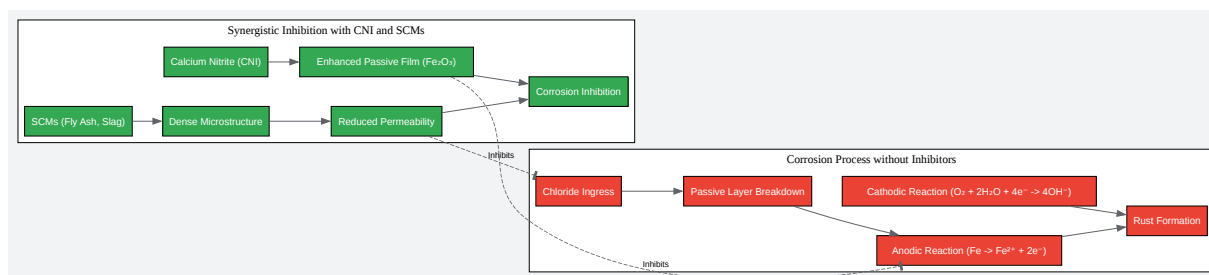 Synergistic Inhibition with CNI and SCMs
Calcium Nitrite (CNI)
Enhanced Passive Film (Fe₂O₃)
Corrosion Inhibition
SCMs (Fly Ash, Slag)
Dense Microstructure
Reduced Permeability
Inhibits
Corrosion Process without Inhibitors
Chloride Ingress
Passive Layer Breakdown
Cathodic Reaction (O₂ + 2H₂O + 4e⁻ -> 4OH⁻)
Rust Formation
Anodic Reaction (Fe -> Fe²⁺ + 2e⁻)
Inhibits